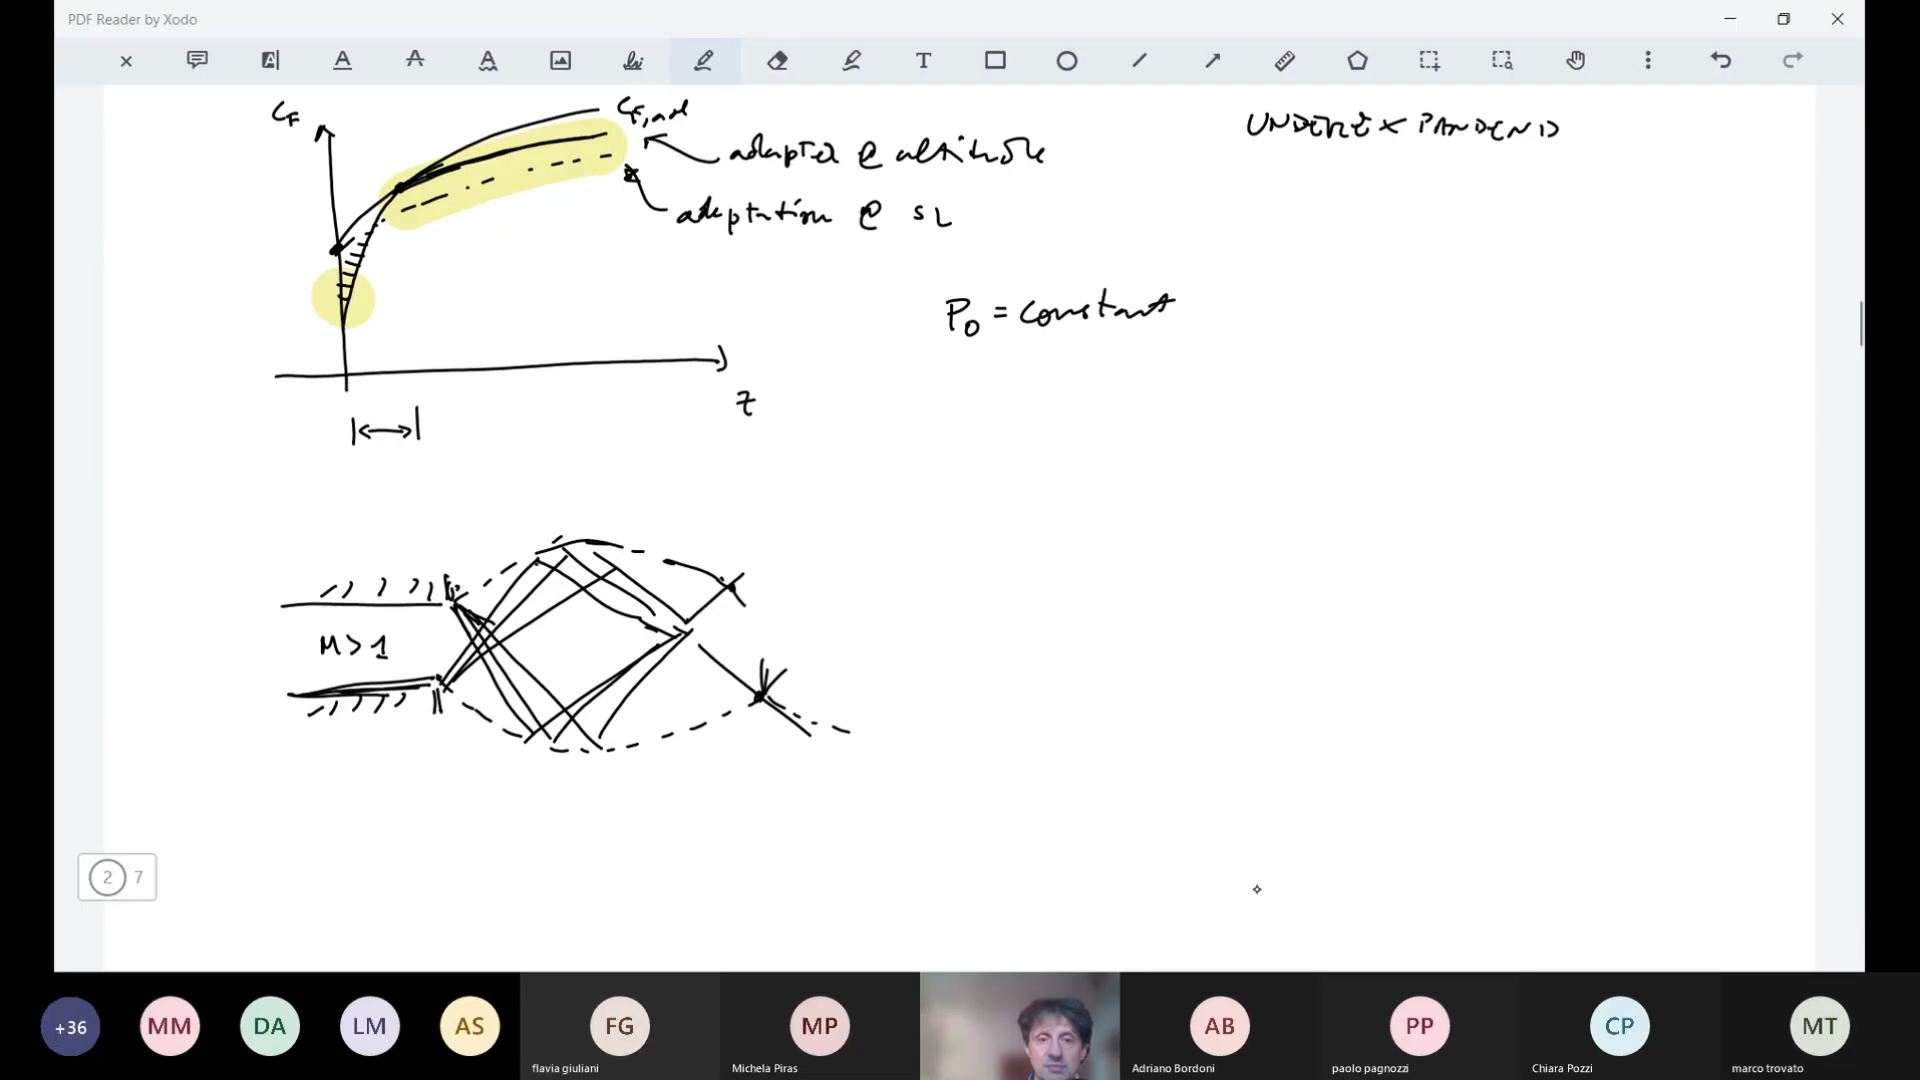 PDF Reader by Xodo
CF
CF,ad
UNDEREXPANDEND
adapted @ altitude
adaptation @ SL
P0 = constant
z
M > 1
2 7
+36
MM
DA
LM
AS
FG
MP
AB
PP
CP
MT
flavia giuliani
Michela Piras
Adriano Bordoni
paolo pagnozzi
Chiara Pozzi
marco trovato